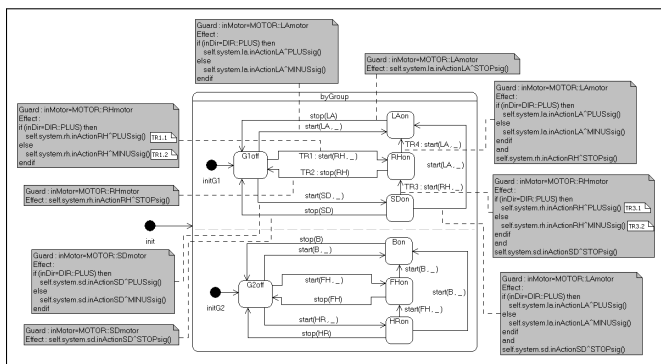 Guard : inMotor=MOTOR::LAmotor
Effect :
if (inDir=DIR::PLUS) then
self.system.la.inActionLA^PLUSsig()
else
self.system.la.inActionLA^MINUSsig()
endif
Guard : inMotor=MOTOR::LAmotor
Effect : self.system.la.inActionLA^STOPsig()
Guard : inMotor=MOTOR::RHmotor
Effect :
if (inDir=DIR::PLUS) then
self.system.rh.inActionRH^PLUSsig() TR1.1
else
self.system.rh.inActionRH^MINUSsig() TR1.2
endif
Guard : inMotor=MOTOR::RHmotor
Effect : self.system.rh.inActionRH^STOPsig()
Guard : inMotor=MOTOR::SDmotor
Effect :
if (inDir=DIR::PLUS) then
self.system.sd.inActionSD^PLUSsig()
else
self.system.sd.inActionSD^MINUSsig()
endif
Guard : inMotor=MOTOR::SDmotor
Effect : self.system.sd.inActionSD^STOPsig()
init
byGroup
initG1
G1off
stop(LA)
start(LA, _)
LAon
TR4 : start(LA, _)
TR1 : start(RH, _)
RHon
start(LA, _)
TR2 : stop(RH)
TR3 : start(RH, _)
start(SD, _)
SDon
stop(SD)
initG2
G2off
stop(B)
start(B, _)
Bon
start(B, _)
start(FH, _)
FHon
start(B, _)
stop(FH)
start(FH, _)
start(HR, _)
HRon
stop(HR)
Guard : inMotor=MOTOR::LAmotor
Effect :
if (inDir=DIR::PLUS) then
self.system.la.inActionLA^PLUSsig()
else
self.system.la.inActionLA^MINUSsig()
endif
and
self.system.rh.inActionRH^STOPsig()
Guard : inMotor=MOTOR::RHmotor
Effect :
if (inDir=DIR::PLUS) then
self.system.rh.inActionRH^PLUSsig() TR3.1
else
self.system.rh.inActionRH^MINUSsig() TR3.2
endif
and
self.system.sd.inActionSD^STOPsig()
Guard : inMotor=MOTOR::LAmotor
Effect :
if (inDir=DIR::PLUS) then
self.system.la.inActionLA^PLUSsig()
else
self.system.la.inActionLA^MINUSsig()
endif
and
self.system.sd.inActionSD^STOPsig()